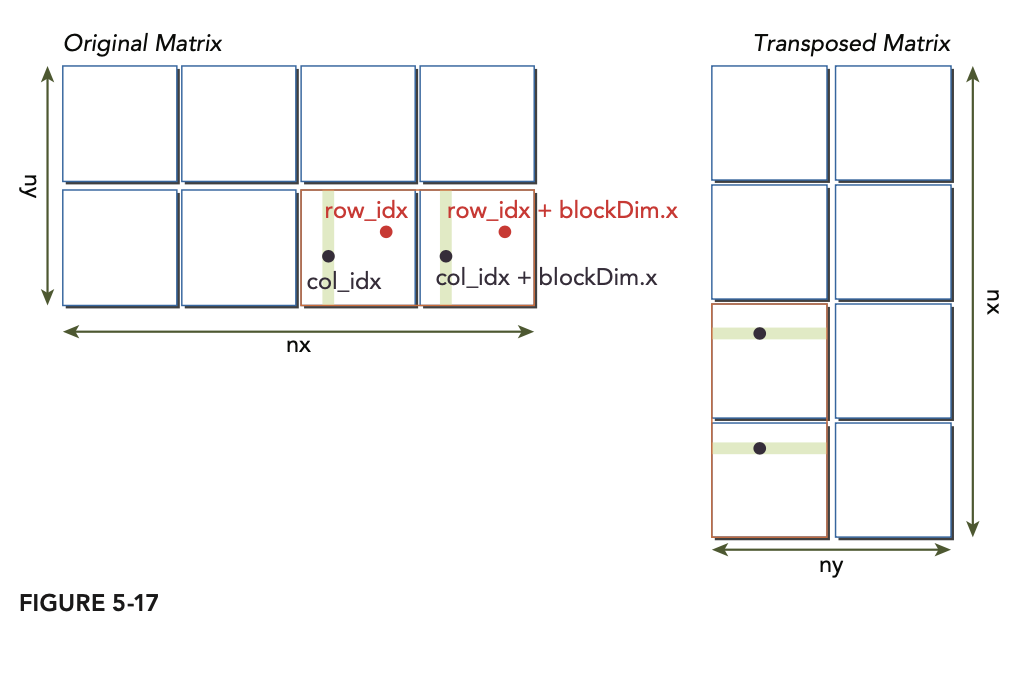 Original Matrix
Transposed Matrix
ny
row_idx
row_idx + blockDim.x
col_idx
col_idx + blockDim.x
nx
nx
ny
FIGURE 5-17